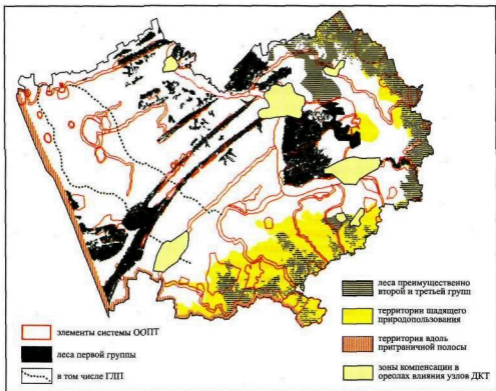 элементы системы ООПТ
леса первой группы
в том числе ГЛП
леса преимущественно
второй и третьей групп
территории щадящего
природопользования
территория вдоль
приграничной полосы
зоны компенсации в
ореолах влияния узлов ДКТ